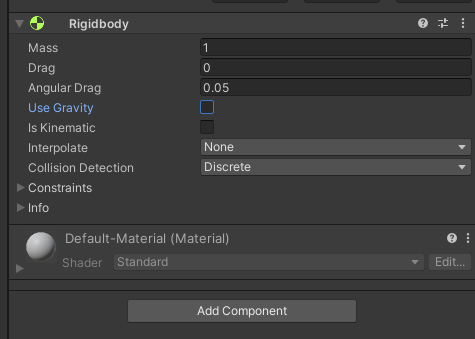 Rigidbody
Mass 1
Drag 0
Angular Drag 0.05
Use Gravity
Is Kinematic
Interpolate None
Collision Detection Discrete
Constraints
Info
Default-Material (Material)
Shader Standard Edit...
Add Component